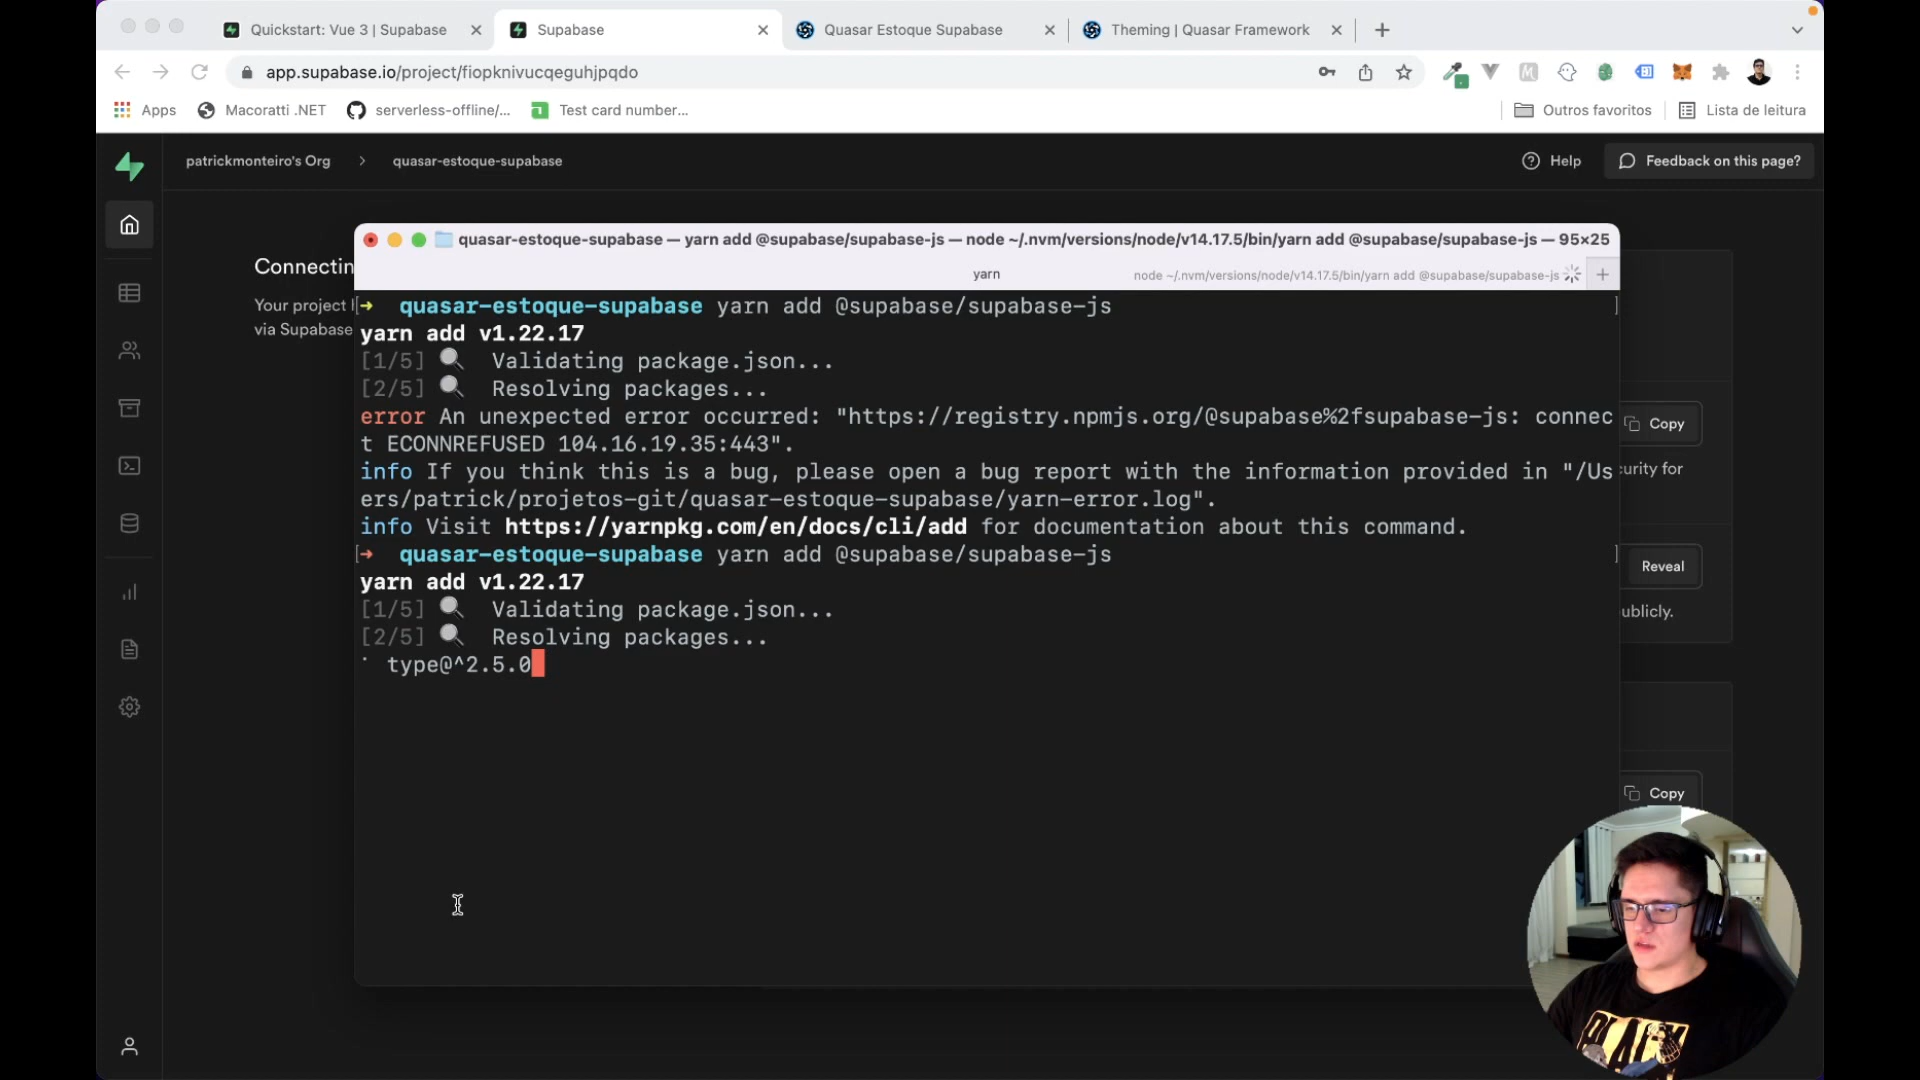 Quickstart: Vue 3 | Supabase
Supabase
Quasar Estoque Supabase
Theming | Quasar Framework
app.supabase.io/project/fiopknivucqeguhjpqdo
Apps
Macoratti .NET
serverless-offline/...
Test card number...
Outros favoritos
Lista de leitura
patrickmonteiro's Org
quasar-estoque-supabase
Help
Feedback on this page?
quasar-estoque-supabase — yarn add @supabase/supabase-js — node ~/.nvm/versions/node/v14.17.5/bin/yarn add @supabase/supabase-js — 95×25
yarn
node ~/.nvm/versions/node/v14.17.5/bin/yarn add @supabase/supabase-js
Connectin
Your project
via Supabase
➜ quasar-estoque-supabase yarn add @supabase/supabase-js
yarn add v1.22.17
[1/5] 🔍 Validating package.json...
[2/5] 🔍 Resolving packages...
error An unexpected error occurred: "https://registry.npmjs.org/@supabase%2fsupabase-js: connec
t ECONNREFUSED 104.16.19.35:443".
info If you think this is a bug, please open a bug report with the information provided in "/Us
ers/patrick/projetos-git/quasar-estoque-supabase/yarn-error.log".
info Visit https://yarnpkg.com/en/docs/cli/add for documentation about this command.
➜ quasar-estoque-supabase yarn add @supabase/supabase-js
yarn add v1.22.17
[1/5] 🔍 Validating package.json...
[2/5] 🔍 Resolving packages...
⠁ type@^2.5.0
Copy
curity for
Reveal
ublicly.
Copy